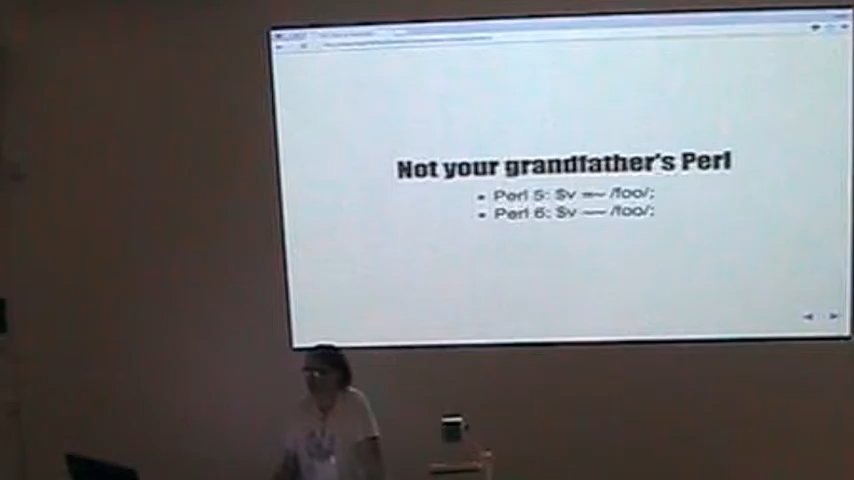 Not your grandfather's Perl
• Perl 5: $v =~ /foo/;
• Perl 6: $v ~~ /foo/;